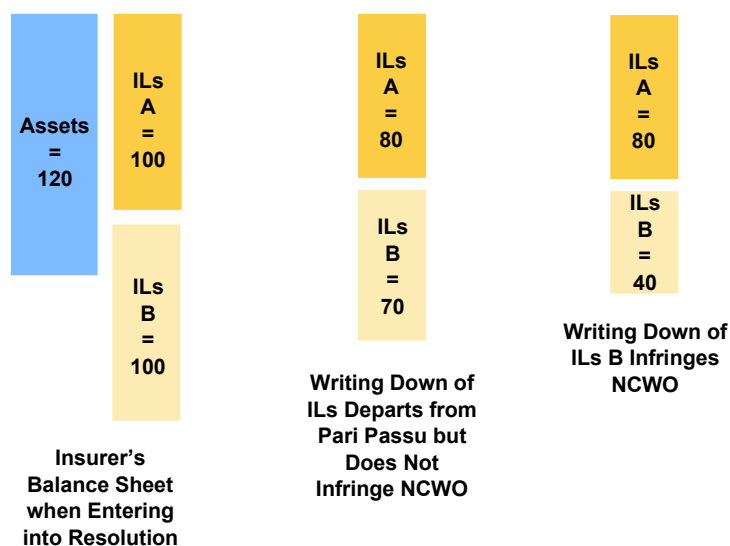 Assets
=
120
ILs
A
=
100
ILs
B
=
100
Insurer’s
Balance Sheet
when Entering
into Resolution
ILs
A
=
80
ILs
B
=
70
Writing Down of
ILs Departs from
Pari Passu but
Does Not
Infringe NCWO
ILs
A
=
80
ILs
B
=
40
Writing Down of
ILs B Infringes
NCWO